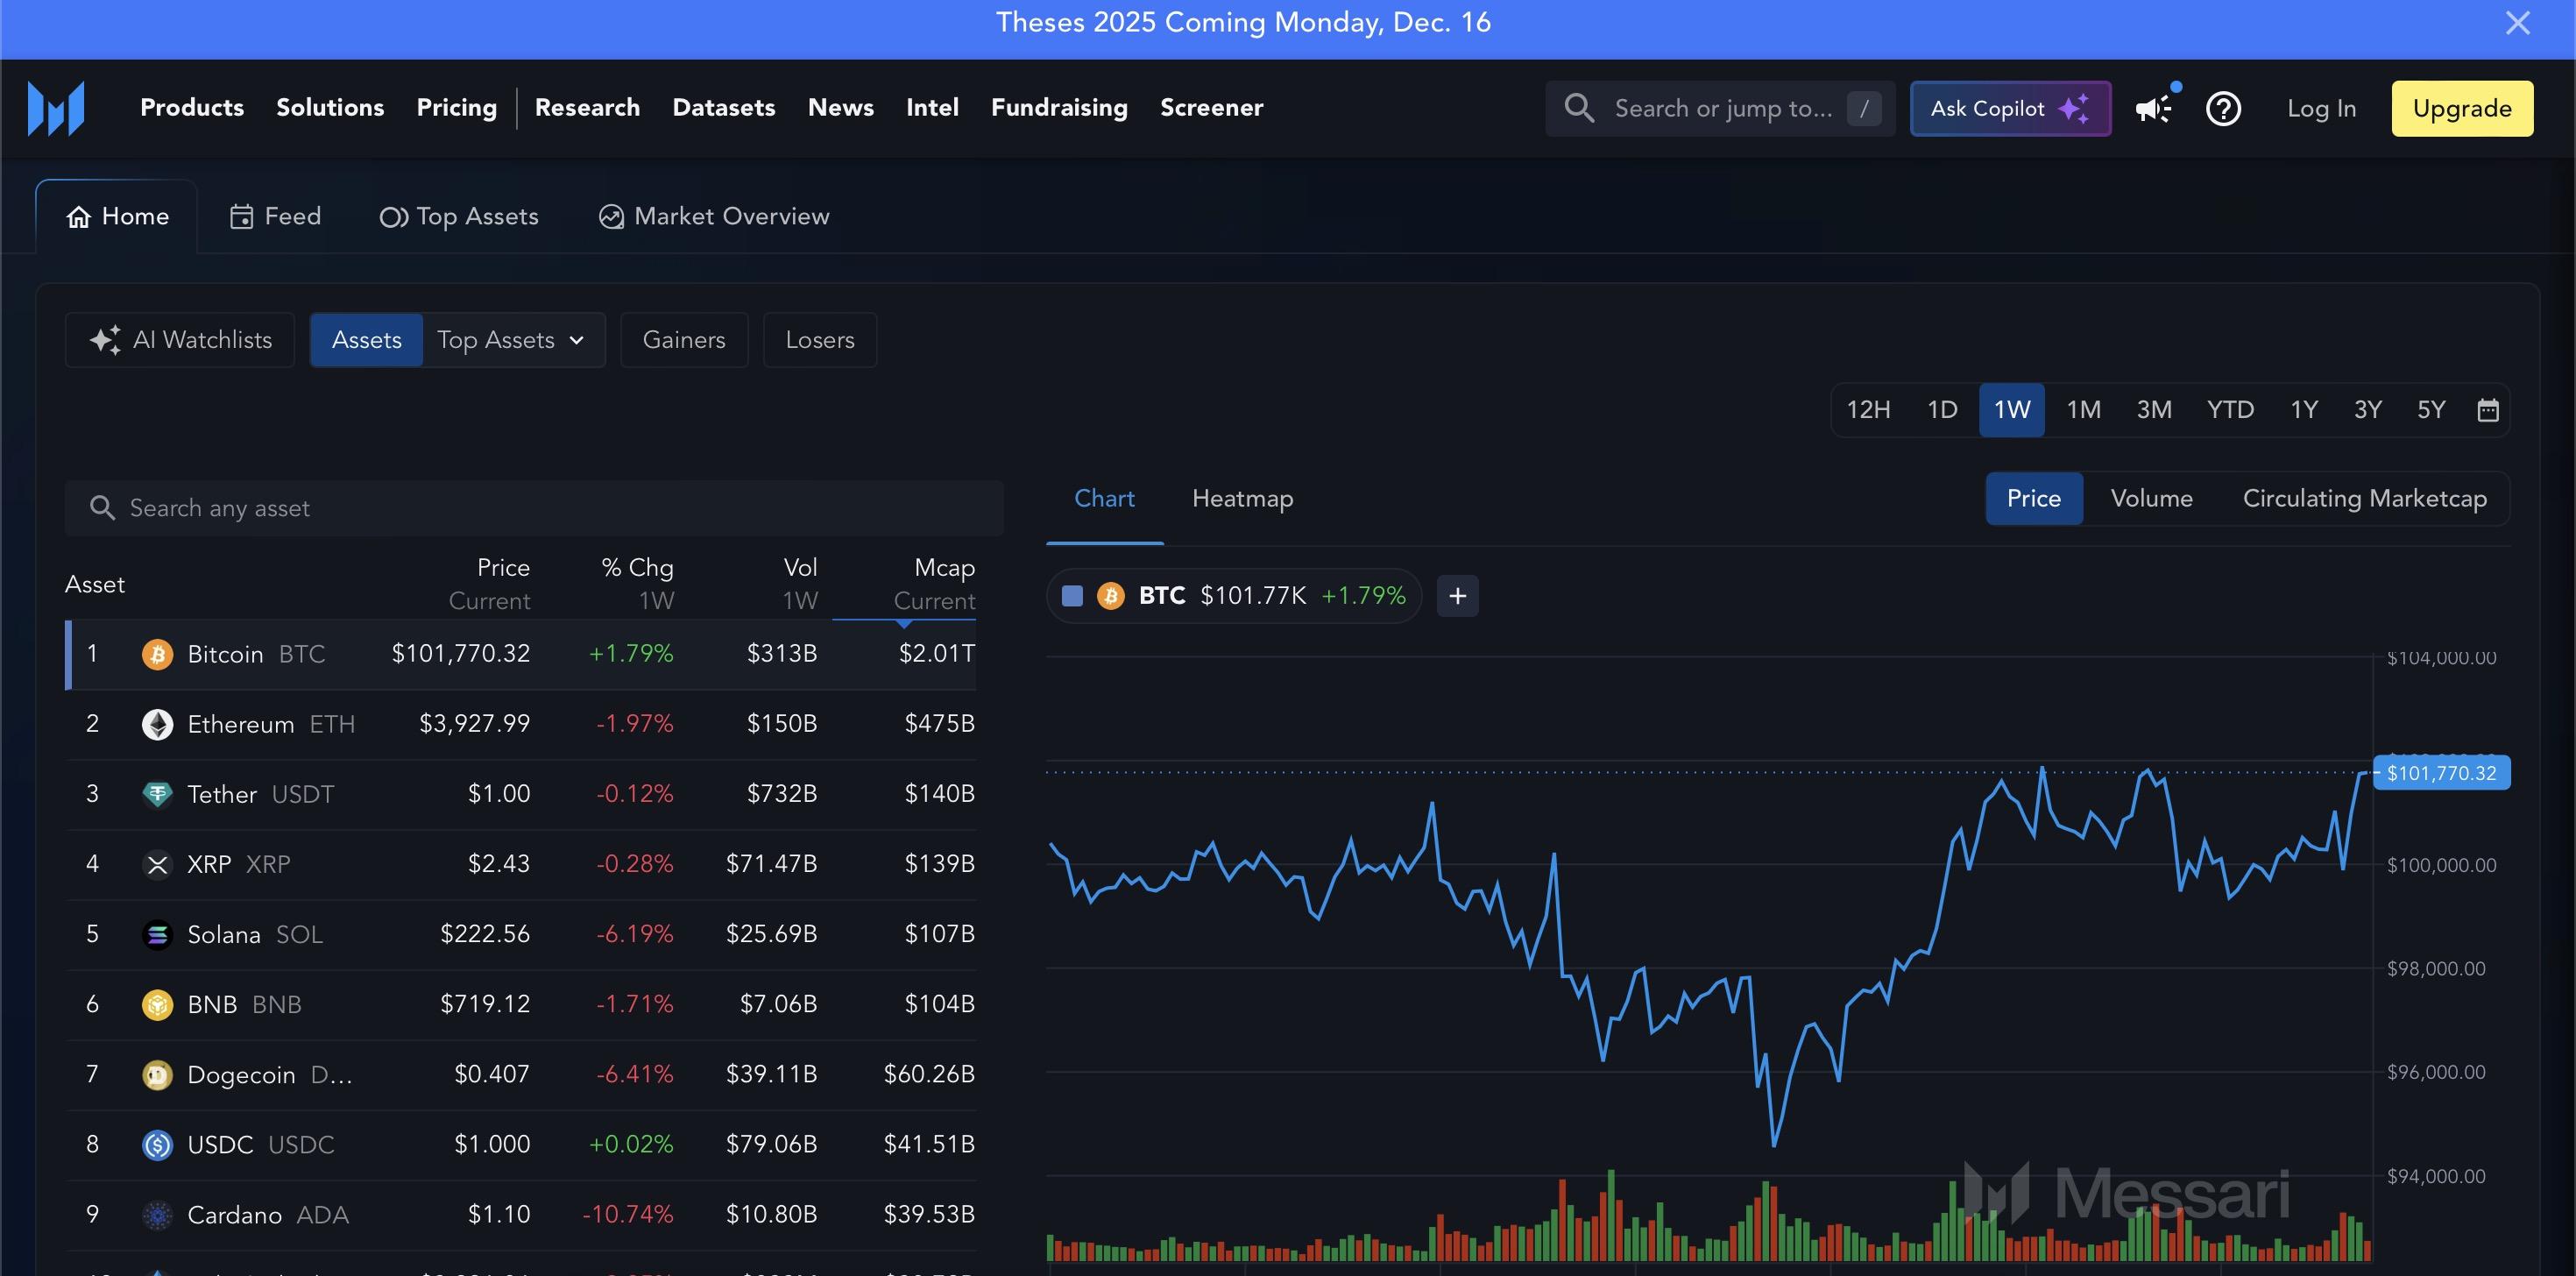 Theses 2025 Coming Monday, Dec. 16
Products Solutions Pricing Research Datasets News Intel Fundraising Screener Search or jump to... / Ask Copilot Log In Upgrade
Home Feed Top Assets Market Overview
AI Watchlists Assets Top Assets Gainers Losers
12H 1D 1W 1M 3M YTD 1Y 3Y 5Y
Search any asset
Asset Price Current % Chg 1W Vol 1W Mcap Current
1 Bitcoin BTC $101,770.32 +1.79% $313B $2.01T
2 Ethereum ETH $3,927.99 -1.97% $150B $475B
3 Tether USDT $1.00 -0.12% $732B $140B
4 XRP XRP $2.43 -0.28% $71.47B $139B
5 Solana SOL $222.56 -6.19% $25.69B $107B
6 BNB BNB $719.12 -1.71% $7.06B $104B
7 Dogecoin D... $0.407 -6.41% $39.11B $60.26B
8 USDC USDC $1.000 +0.02% $79.06B $41.51B
9 Cardano ADA $1.10 -10.74% $10.80B $39.53B
Chart Heatmap Price Volume Circulating Marketcap
BTC $101.77K +1.79% +
$104,000.00
$101,770.32
$100,000.00
$98,000.00
$96,000.00
$94,000.00
Messari